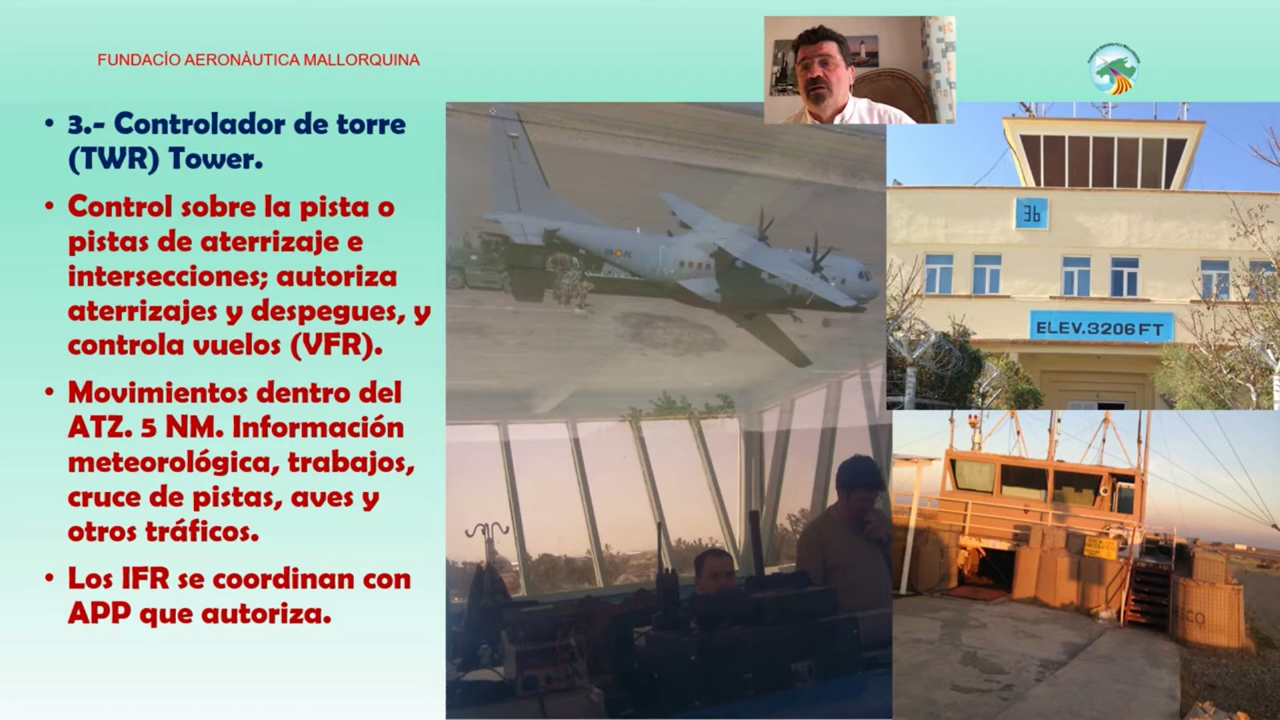 FUNDACÍO AERONÀUTICA MALLORQUINA
• 3.- Controlador de torre
(TWR) Tower.
• Control sobre la pista o
pistas de aterrizaje e
intersecciones; autoriza
aterrizajes y despegues, y
controla vuelos (VFR).
• Movimientos dentro del
ATZ. 5 NM. Información
meteorológica, trabajos,
cruce de pistas, aves y
otros tráficos.
• Los IFR se coordinan con
APP que autoriza.
36
ELEV.3206FT